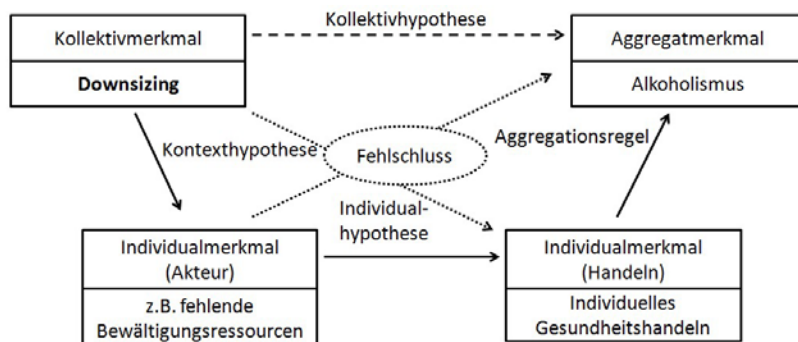 Kollektivhypothese
Kollektivmerkmal
Aggregatmerkmal
Downsizing
Alkoholismus
Kontexthypothese
Fehlschluss
Aggregationsregel
Individual-
hypothese
Individualmerkmal
(Akteur)
Individualmerkmal
(Handeln)
z.B. fehlende
Bewältigungsressourcen
Individuelles
Gesundheitshandeln